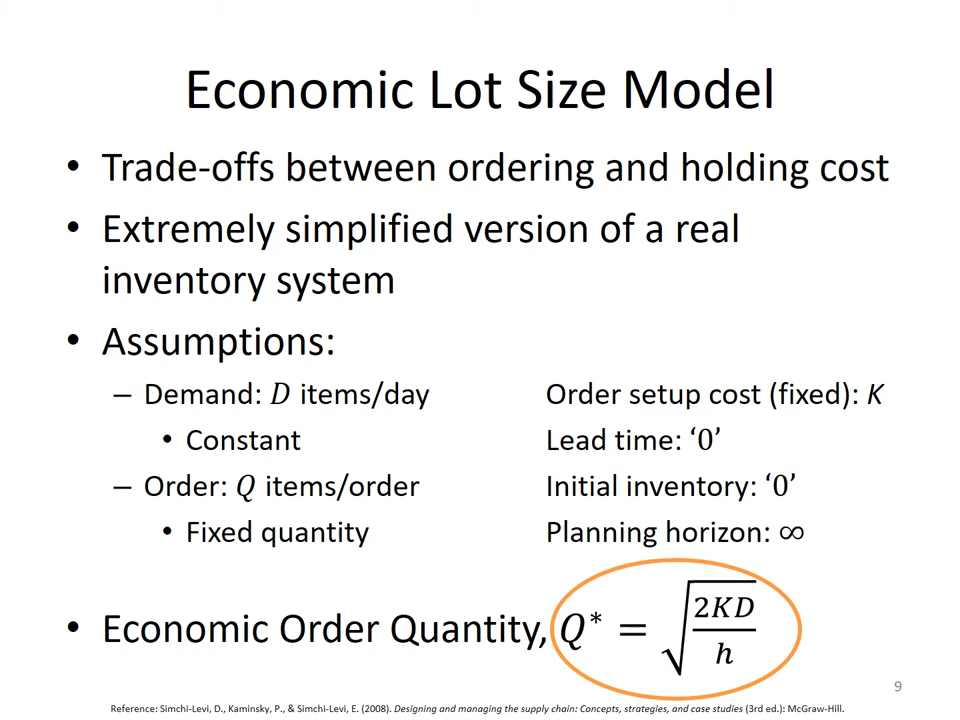 Economic Lot Size Model
• Trade-offs between ordering and holding cost
• Extremely simplified version of a real
inventory system
• Assumptions:
– Demand: D items/day
• Constant
– Order: Q items/order
• Fixed quantity
Order setup cost (fixed): K
Lead time: ‘0’
Initial inventory: ‘0’
Planning horizon: ∞
• Economic Order Quantity, Q* = √(2KD/h)
9
Reference: Simchi-Levi, D., Kaminsky, P., & Simchi-Levi, E. (2008). Designing and managing the supply chain: Concepts, strategies, and case studies (3rd ed.): McGraw-Hill.